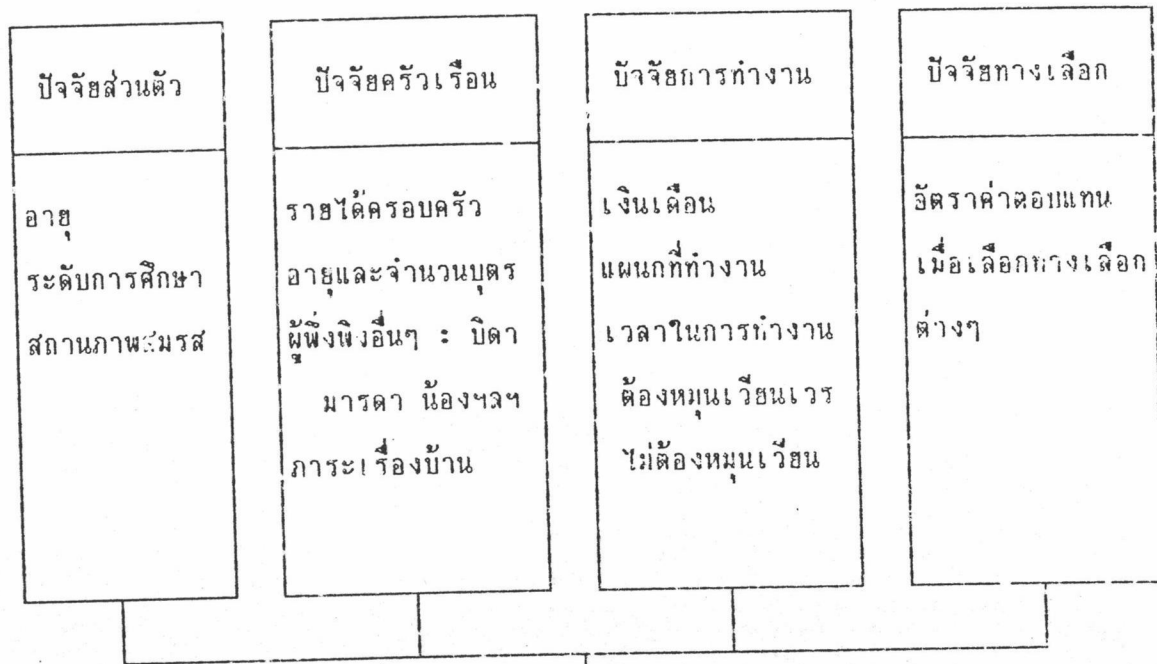 ปัจจัยส่วนตัว
อายุ
ระดับการศึกษา
สถานภาพสมรส
ปัจจัยครัวเรือน
รายได้ครอบครัว
อายุและจำนวนบุตร
ผู้พึ่งพิงอื่นๆ : บิดา
มารดา น้องฯลฯ
ภาระเรื่องบ้าน
ปัจจัยการทำงาน
เงินเดือน
แผนกที่ทำงาน
เวลาในการทำงาน
ต้องหมุนเวียนเวร
ไม่ต้องหมุนเวียน
ปัจจัยทางเลือก
อัตราค่าตอบแทน
เมื่อเลือกทางเลือก
ต่างๆ